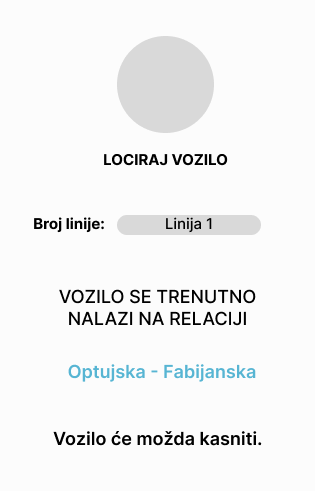 LOCIRAJ VOZILO
Broj linije: Linija 1
VOZILO SE TRENUTNO
NALAZI NA RELACIJI
Optujska - Fabijanska
Vozilo će možda kasniti.